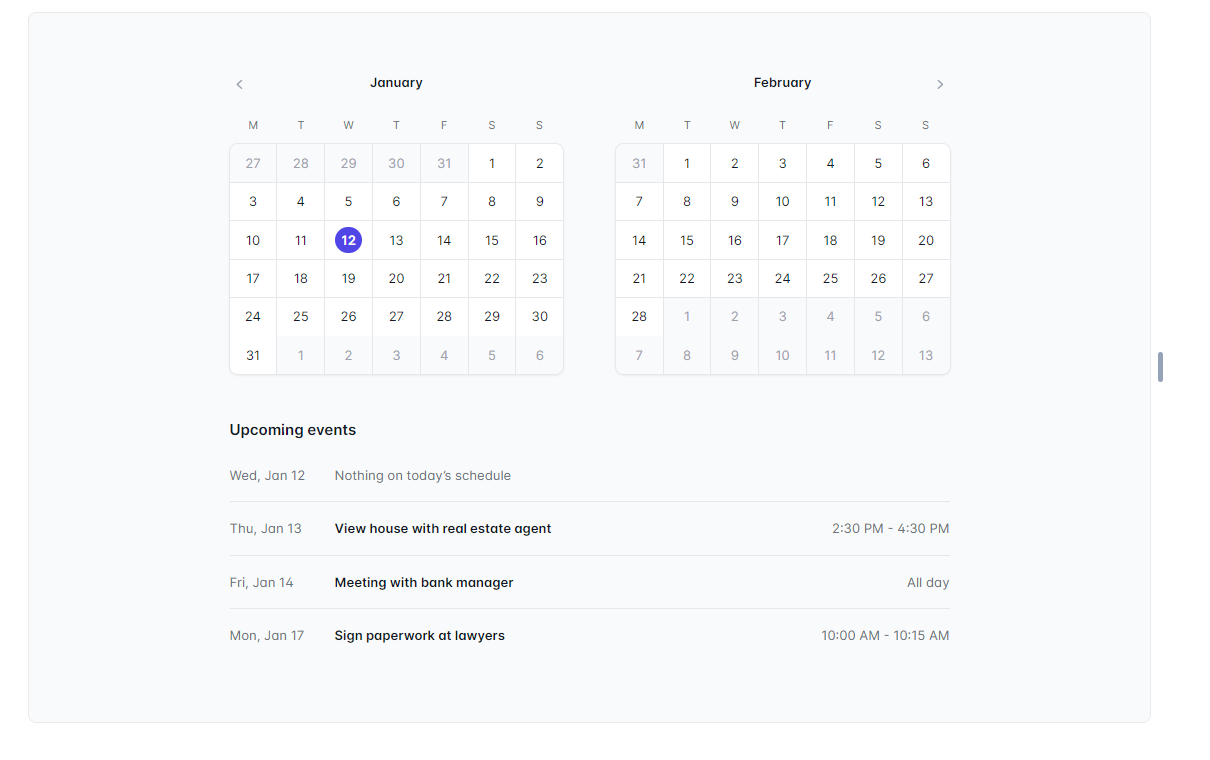 January
M T W T F S S
27 28 29 30 31 1 2
3 4 5 6 7 8 9
10 11 12 13 14 15 16
17 18 19 20 21 22 23
24 25 26 27 28 29 30
31 1 2 3 4 5 6
February
M T W T F S S
31 1 2 3 4 5 6
7 8 9 10 11 12 13
14 15 16 17 18 19 20
21 22 23 24 25 26 27
28 1 2 3 4 5 6
7 8 9 10 11 12 13
Upcoming events
Wed, Jan 12 Nothing on today’s schedule
Thu, Jan 13 View house with real estate agent 2:30 PM - 4:30 PM
Fri, Jan 14 Meeting with bank manager All day
Mon, Jan 17 Sign paperwork at lawyers 10:00 AM - 10:15 AM